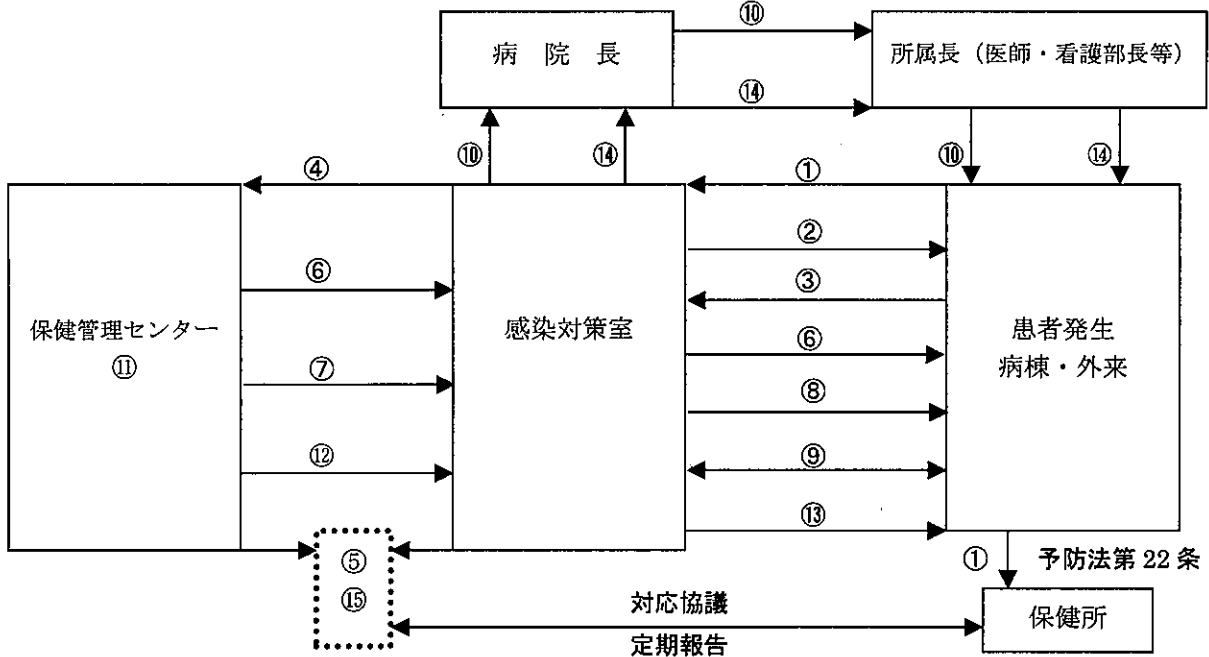 ⑩
病 院 長
所属長(医師・看護部長等)
⑭
⑩
⑭
⑩
⑭
④
①
②
⑥
③
保健管理センター
⑪
感染対策室
⑥
患者発生
病棟・外来
⑦
⑧
⑫
⑨
⑬
⑤
⑮
①
予防法第 22 条
対応協議
定期報告
保健所